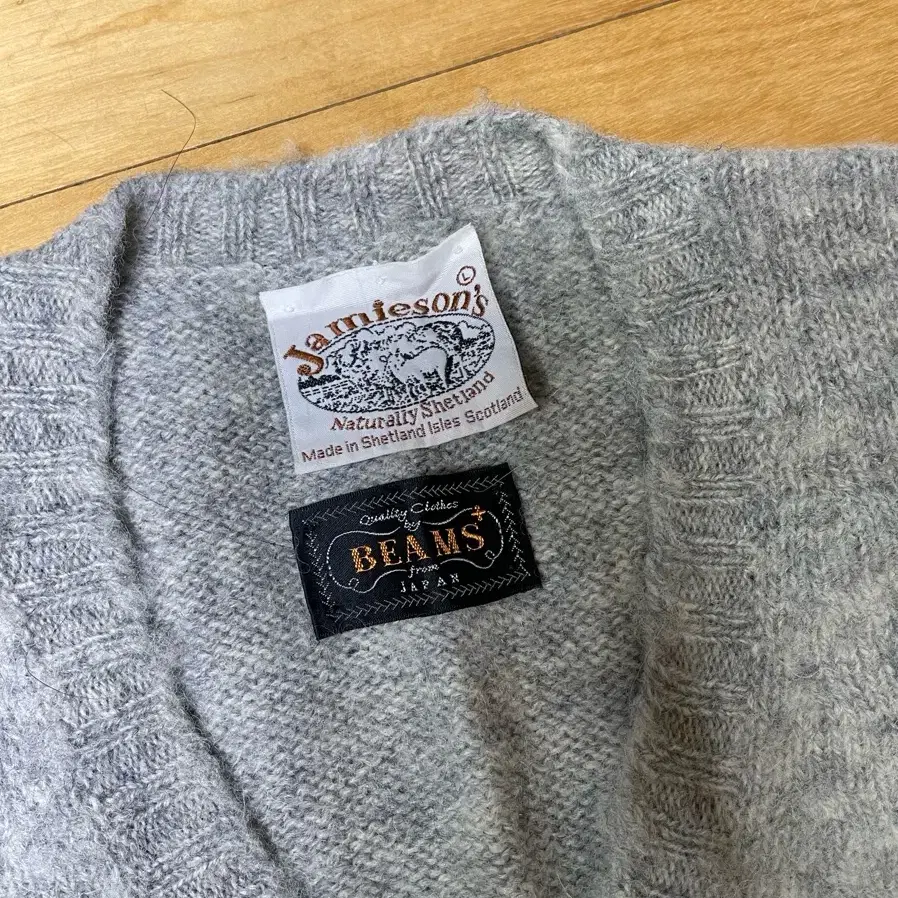 L
Jamieson's
Naturally Shetland
Made in Shetland Isles Scotland
Quality Clothes
by
BEAMS+
from
JAPAN